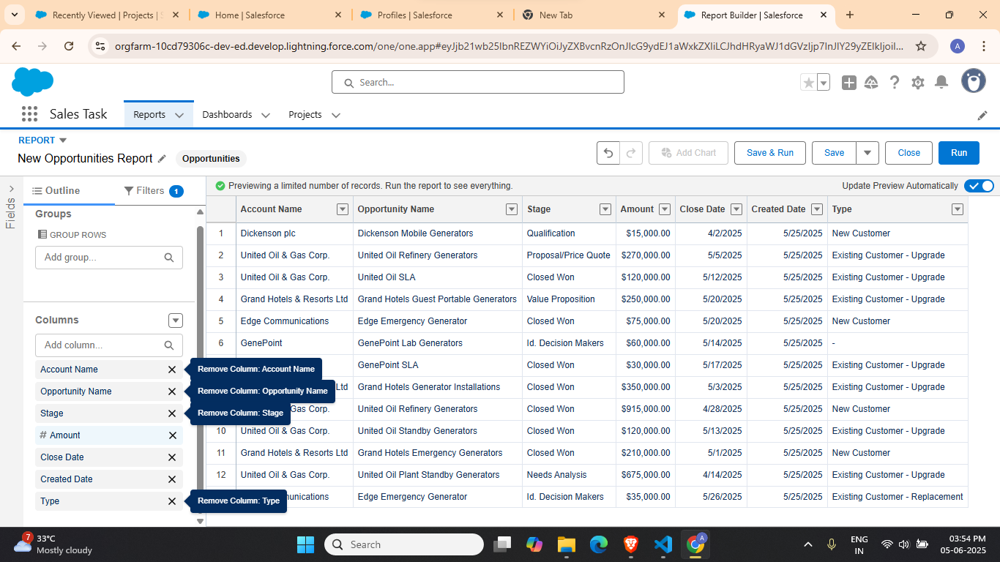 Recently Viewed | Projects | S
Home | Salesforce
Profiles | Salesforce
New Tab
Report Builder | Salesforce
orgfarm-10cd79306c-dev-ed.develop.lightning.force.com/one/one.app#
A
Search...
Sales Task
Reports
Dashboards
Projects
REPORT
New Opportunities Report
Opportunities
Add Chart
Save & Run
Save
Close
Run
Fields
Outline
Filters 1
Previewing a limited number of records. Run the report to see everything.
Update Preview Automatically
Groups
GROUP ROWS
Add group...
Columns
Add column...
Account Name
Remove Column: Account Name
Opportunity Name
Remove Column: Opportunity Name
Stage
Remove Column: Stage
# Amount
Close Date
Created Date
Type
Remove Column: Type
Account Name Opportunity Name Stage Amount Close Date Created Date Type
1 Dickenson plc Dickenson Mobile Generators Qualification $15,000.00 4/2/2025 5/25/2025 New Customer
2 United Oil & Gas Corp. United Oil Refinery Generators Proposal/Price Quote $270,000.00 5/5/2025 5/25/2025 Existing Customer - Upgrade
3 United Oil & Gas Corp. United Oil SLA Closed Won $120,000.00 5/12/2025 5/25/2025 Existing Customer - Upgrade
4 Grand Hotels & Resorts Ltd Grand Hotels Guest Portable Generators Value Proposition $250,000.00 5/20/2025 5/25/2025 Existing Customer - Upgrade
5 Edge Communications Edge Emergency Generator Closed Won $75,000.00 5/20/2025 5/25/2025 New Customer
6 GenePoint GenePoint Lab Generators Id. Decision Makers $60,000.00 5/14/2025 5/25/2025 -
GenePoint SLA Closed Won $30,000.00 5/17/2025 5/25/2025 Existing Customer - Upgrade
Ltd Grand Hotels Generator Installations Closed Won $350,000.00 5/3/2025 5/25/2025 Existing Customer - Upgrade
& Gas Corp. United Oil Refinery Generators Closed Won $915,000.00 4/28/2025 5/25/2025 New Customer
10 United Oil & Gas Corp. United Oil Standby Generators Closed Won $120,000.00 5/13/2025 5/25/2025 Existing Customer - Upgrade
11 Grand Hotels & Resorts Ltd Grand Hotels Emergency Generators Closed Won $210,000.00 5/1/2025 5/25/2025 New Customer
12 United Oil & Gas Corp. United Oil Plant Standby Generators Needs Analysis $675,000.00 4/14/2025 5/25/2025 Existing Customer - Upgrade
munications Edge Emergency Generator Id. Decision Makers $35,000.00 5/26/2025 5/25/2025 Existing Customer - Replacement
7
33°C
Mostly cloudy
Search
A
ENG
IN
03:54 PM
05-06-2025